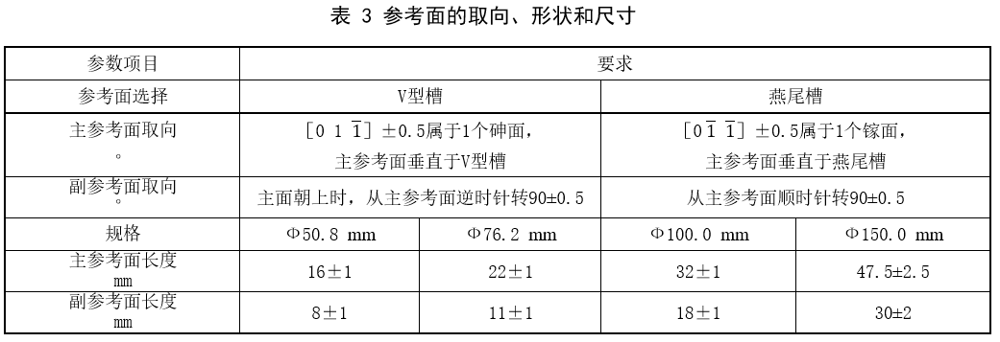 表 3 参考面的取向、形状和尺寸
参数项目 要求
参考面选择 V型槽 燕尾槽
主参考面取向 [0 1 1̅] ±0.5属于1个砷面, [0 1̅ 1̅] ±0.5属于1个镓面,
° 主参考面垂直于V型槽 主参考面垂直于燕尾槽
副参考面取向
° 主面朝上时，从主参考面逆时针转90±0.5 从主参考面顺时针转90±0.5
规格 Φ50.8 mm Φ76.2 mm Φ100.0 mm Φ150.0 mm
主参考面长度
mm 16±1 22±1 32±1 47.5±2.5
副参考面长度
mm 8±1 11±1 18±1 30±2